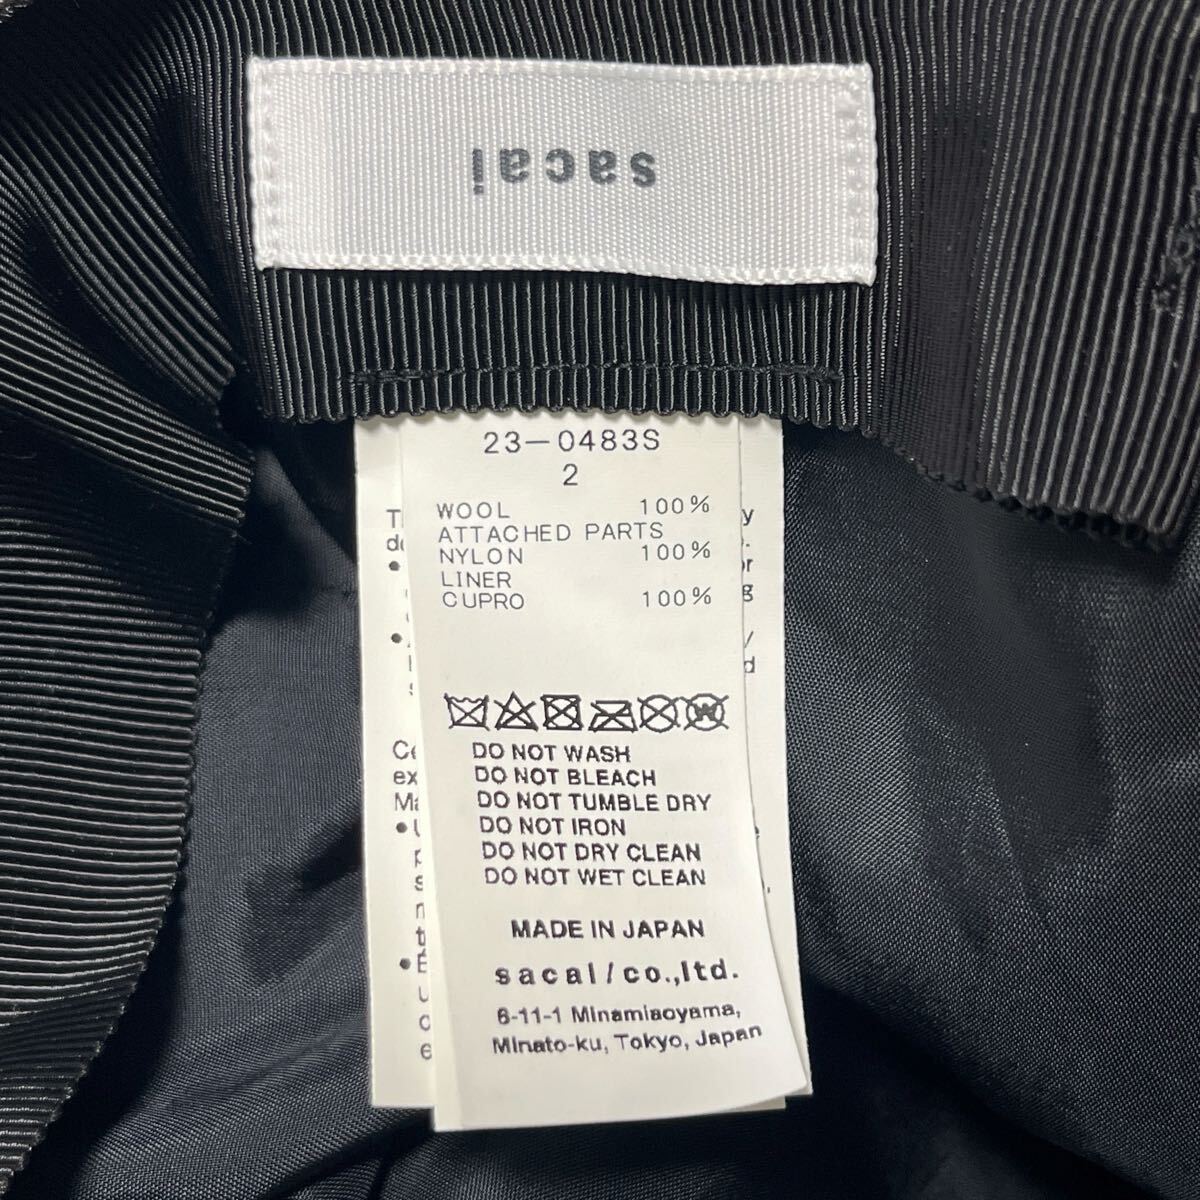 sacai
23-0483S
2
WOOL 100%
ATTACHED PARTS
NYLON 100%
LINER
CUPRO 100%
DO NOT WASH
DO NOT BLEACH
DO NOT TUMBLE DRY
DO NOT IRON
DO NOT DRY CLEAN
DO NOT WET CLEAN
MADE IN JAPAN
sacai/co.,ltd.
6-11-1 Minamiaoyama,
Minato-ku, Tokyo, Japan